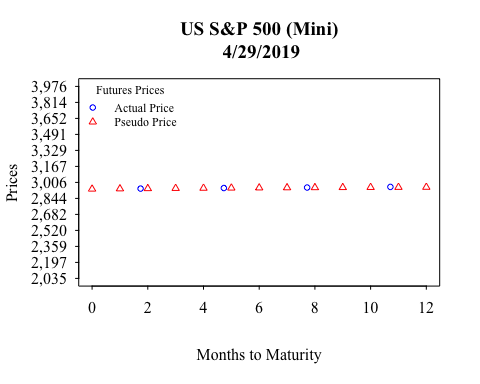 US S&P 500 (Mini)
4/29/2019
Futures Prices
Actual Price
Pseudo Price
Prices
3,976
3,814
3,652
3,491
3,329
3,167
3,006
2,844
2,682
2,520
2,359
2,197
2,035
0 2 4 6 8 10 12
Months to Maturity